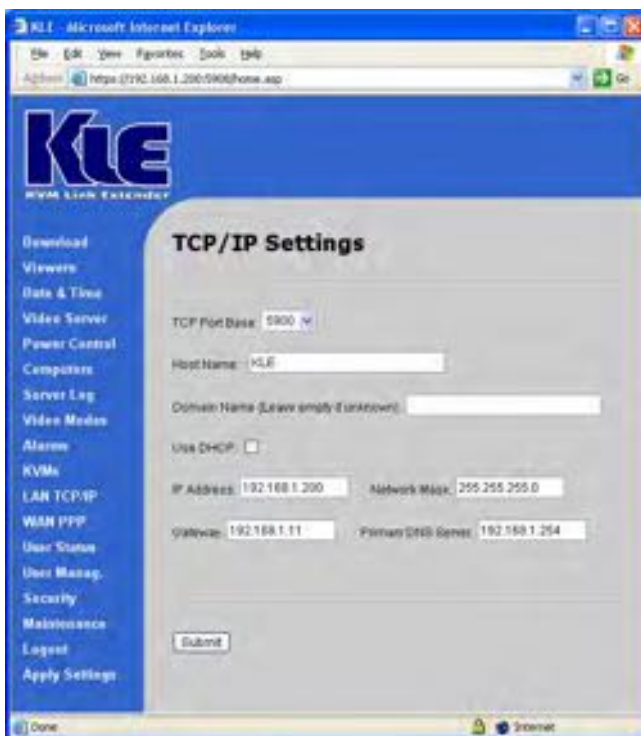 KLE - Microsoft Internet Explorer
File Edit View Favorites Tools Help
Address https://192.168.1.200:5900/home.asp Go
KLE
KVM Link Extender
TCP/IP Settings
Download
Viewers
Date & Time
Video Server
Power Control
Computers
Server Log
Video Modes
Alarms
KVMs
LAN TCP/IP
WAN PPP
User Status
User Manag.
Security
Maintenance
Logout
Apply Settings
TCP Port Base: 5900
Host Name: KLE
Domain Name (Leave empty if unknown):
Use DHCP:
IP Address: 192.168.1.200 Network Mask: 255.255.255.0
Gateway: 192.168.1.11 Primary DNS Server: 192.168.1.254
Submit
Done Internet